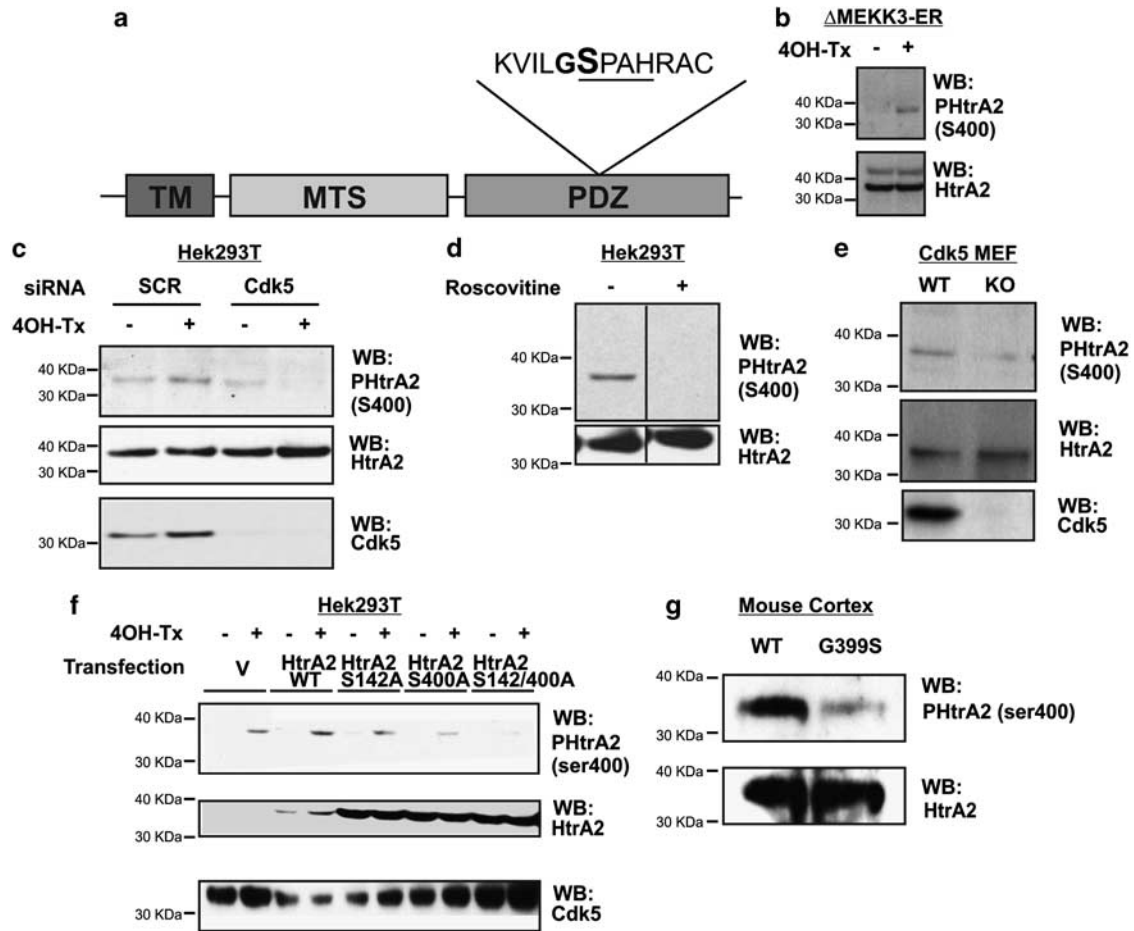 a
KVILGSPAHRAC
TM MTS PDZ
b
ΔMEKK3-ER
4OH-Tx - +
40 KDa
30 KDa
WB:
PHtrA2
(S400)
40 KDa
30 KDa
WB:
HtrA2
c
Hek293T
siRNA SCR Cdk5
4OH-Tx - + - +
40 KDa
30 KDa
WB:
PHtrA2
(S400)
40 KDa
30 KDa
WB:
HtrA2
30 KDa
WB:
Cdk5
d
Hek293T
Roscovitine - +
40 KDa
30 KDa
WB:
PHtrA2
(S400)
30 KDa
WB:
HtrA2
e
Cdk5 MEF
WT KO
40 KDa
30 KDa
WB:
PHtrA2
(S400)
40 KDa
30 KDa
WB:
HtrA2
30 KDa
WB:
Cdk5
f
Hek293T
4OH-Tx - + - + - + - + - +
Transfection V HtrA2 WT HtrA2 S142A HtrA2 S400A HtrA2 S142/400A
40 KDa
30 KDa
WB:
PHtrA2
(ser400)
40 KDa
30 KDa
WB:
HtrA2
30 KDa
WB:
Cdk5
g
Mouse Cortex
WT G399S
40 KDa
30 KDa
WB:
PHtrA2 (ser400)
40 KDa
30 KDa
WB:
HtrA2